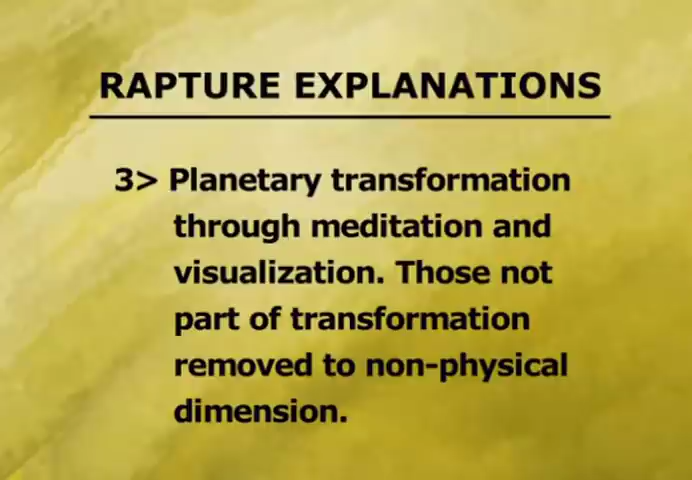 RAPTURE EXPLANATIONS
3> Planetary transformation
through meditation and
visualization. Those not
part of transformation
removed to non-physical
dimension.